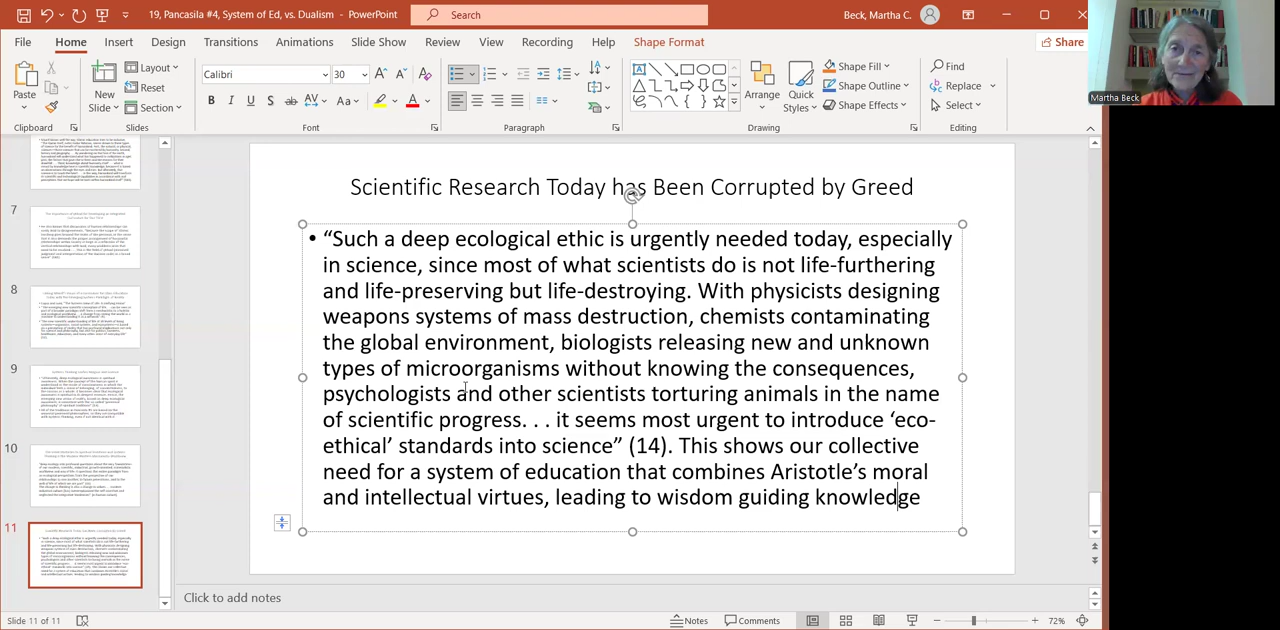 19, Pancasila #4, System of Ed, vs. Dualism - PowerPoint
Search
Beck, Martha C.
File Home Insert Design Transitions Animations Slide Show Review View Recording Help Shape Format
Share
Paste
Clipboard
New
Slide
Layout
Reset
Section
Slides
Calibri 30
Font
Paragraph
Arrange
Quick
Styles
Shape Fill
Shape Outline
Shape Effects
Drawing
Find
Replace
Select
Editing
Martha Beck
7
8
9
10
11
Scientific Research Today has Been Corrupted by Greed
• “Such a deep ecological ethic is urgently needed today, especially
in science, since most of what scientists do is not life-furthering
and life-preserving but life-destroying. With physicists designing
weapons systems of mass destruction, chemists contaminating
the global environment, biologists releasing new and unknown
types of microorganisms without knowing the consequences,
psychologists and other scientists torturing animals in the name
of scientific progress. . . it seems most urgent to introduce ‘eco-
ethical’ standards into science” (14). This shows our collective
need for a system of education that combines Aristotle’s moral
and intellectual virtues, leading to wisdom guiding knowledge
Click to add notes
Slide 11 of 11
Notes
Comments
72%